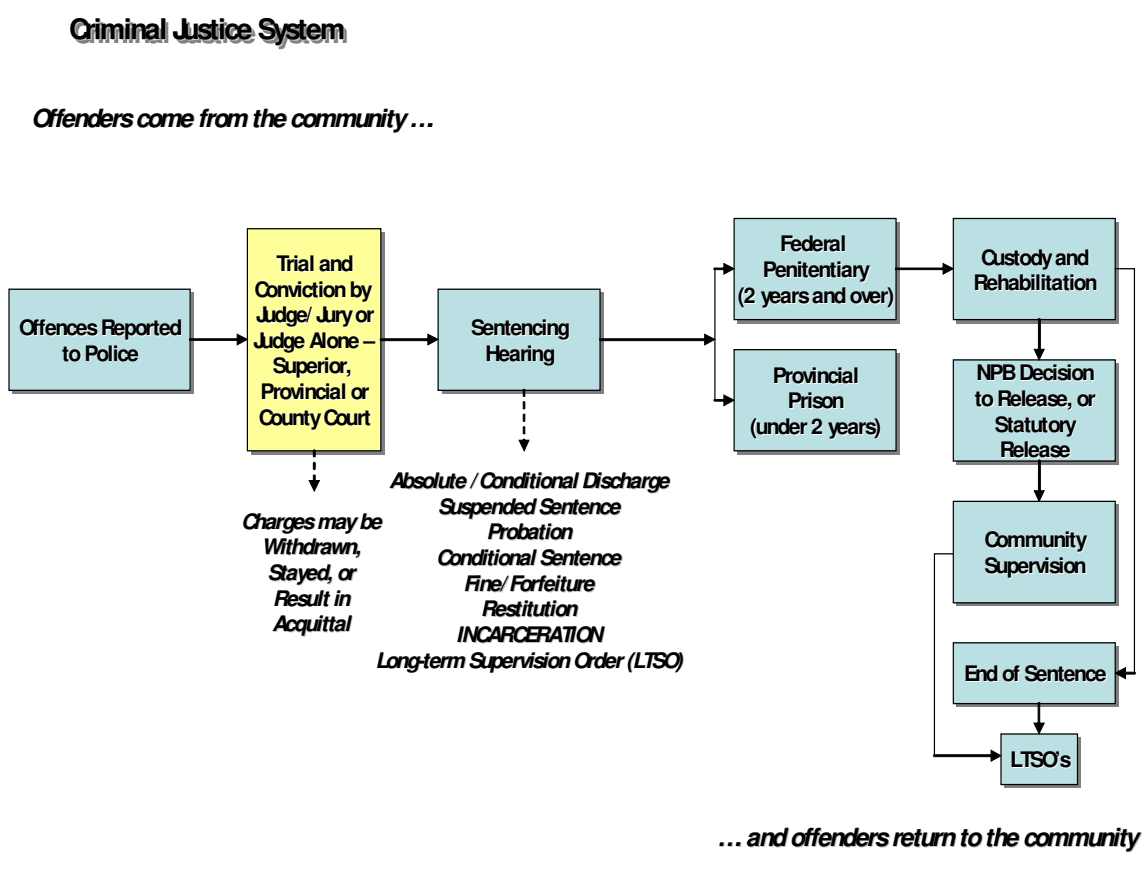 Criminal Justice System
Offenders come from the community …
Offences Reported
to Police
Trial and
Conviction by
Judge/ Jury or
Judge Alone –
Superior,
Provincial or
County Court
Charges may be
Withdrawn,
Stayed, or
Result in
Acquittal
Sentencing
Hearing
Absolute / Conditional Discharge
Suspended Sentence
Probation
Conditional Sentence
Fine/ Forfeiture
Restitution
INCARCERATION
Long-term Supervision Order (LTSO)
Federal
Penitentiary
(2 years and over)
Provincial
Prison
(under 2 years)
Custody and
Rehabilitation
NPB Decision
to Release, or
Statutory
Release
Community
Supervision
End of Sentence
LTSO's
… and offenders return to the community